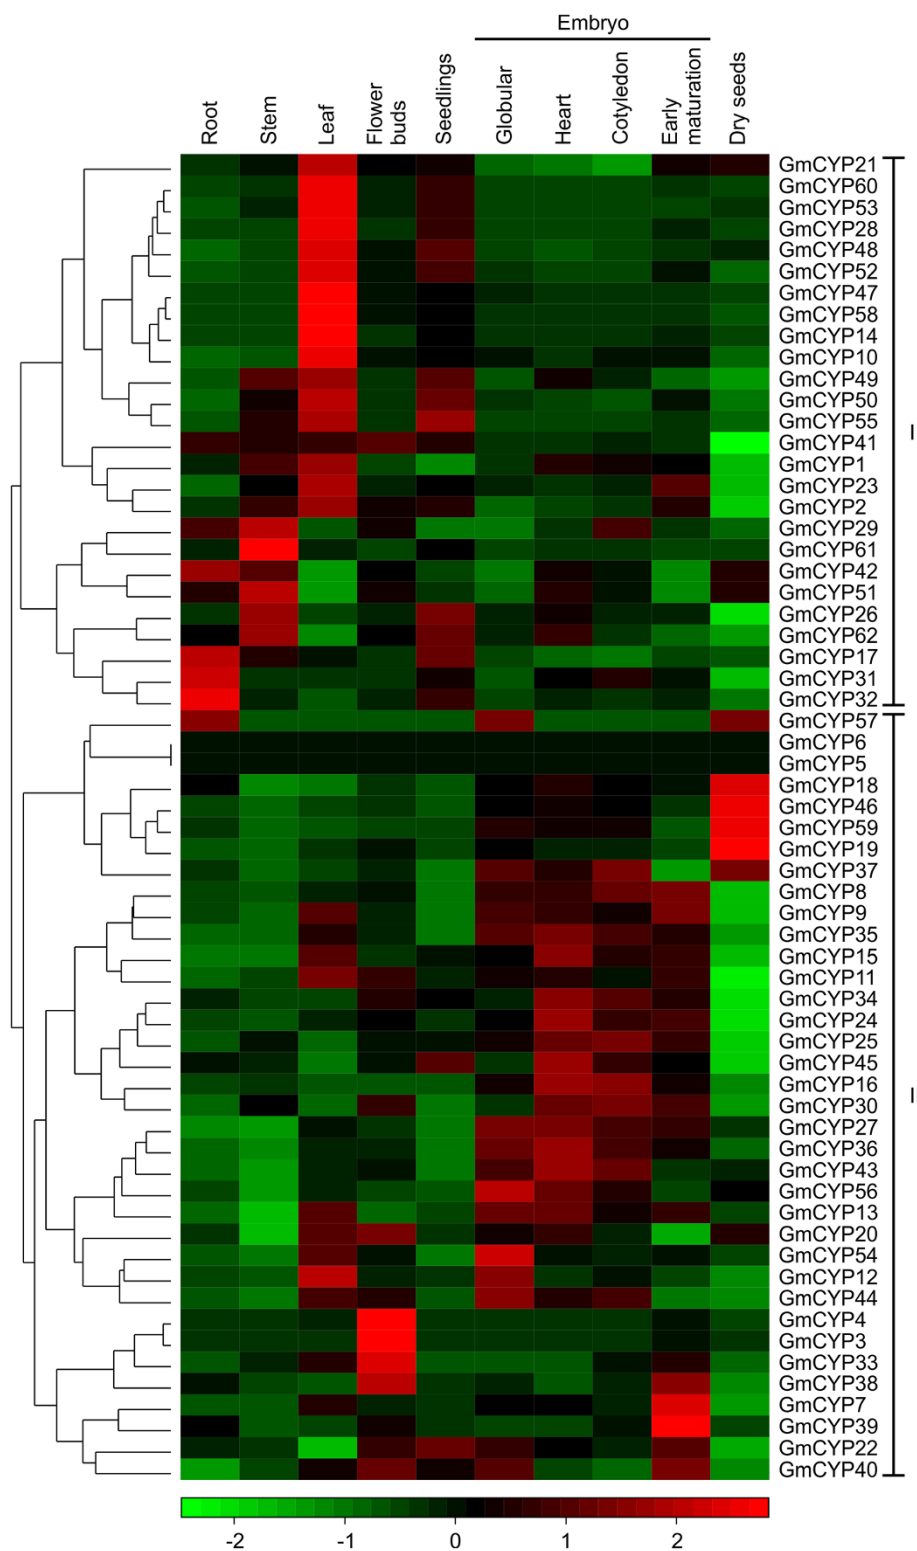 Embryo
Root
Stem
Leaf
Flower
buds
Seedlings
Globular
Heart
Cotyledon
Early
maturation
Dry seeds
GmCYP21
GmCYP60
GmCYP53
GmCYP28
GmCYP48
GmCYP52
GmCYP47
GmCYP58
GmCYP14
GmCYP10
GmCYP49
GmCYP50
GmCYP55
GmCYP41
GmCYP1
GmCYP23
GmCYP2
GmCYP29
GmCYP61
GmCYP42
GmCYP51
GmCYP26
GmCYP62
GmCYP17
GmCYP31
GmCYP32
I
GmCYP57
GmCYP6
GmCYP5
GmCYP18
GmCYP46
GmCYP59
GmCYP19
GmCYP37
GmCYP8
GmCYP9
GmCYP35
GmCYP15
GmCYP11
GmCYP34
GmCYP24
GmCYP25
GmCYP45
GmCYP16
GmCYP30
GmCYP27
GmCYP36
GmCYP43
GmCYP56
GmCYP13
GmCYP20
GmCYP54
GmCYP12
GmCYP44
GmCYP4
GmCYP3
GmCYP33
GmCYP38
GmCYP7
GmCYP39
GmCYP22
GmCYP40
II
-2 -1 0 1 2